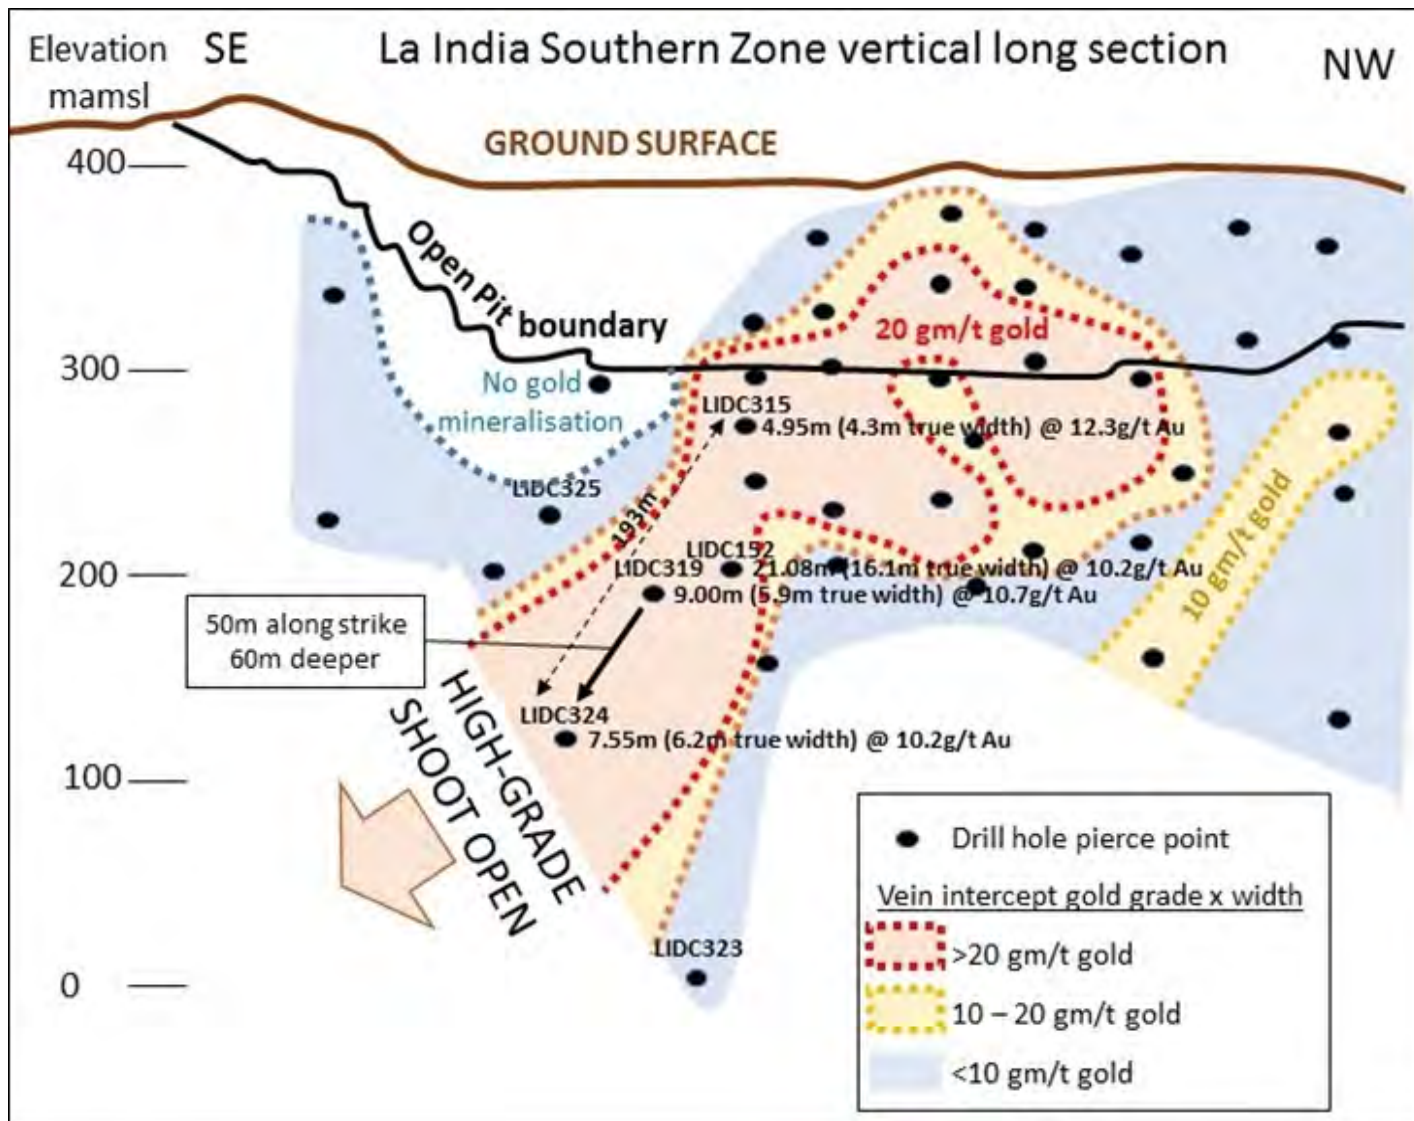 Elevation
mamsl
SE
La India Southern Zone vertical long section
NW
GROUND SURFACE
400
Open Pit boundary
20 gm/t gold
300
No gold
mineralisation
LIDC315
4.95m (4.3m true width) @ 12.3g/t Au
LIDC325
193m
10 gm/t gold
LIDC152
21.08m (16.1m true width) @ 10.2g/t Au
200
LIDC319
9.00m (5.9m true width) @ 10.7g/t Au
50m along strike
60m deeper
LIDC324
7.55m (6.2m true width) @ 10.2g/t Au
HIGH-GRADE
SHOOT OPEN
100
LIDC323
0
Drill hole pierce point
Vein intercept gold grade x width
>20 gm/t gold
10 – 20 gm/t gold
<10 gm/t gold